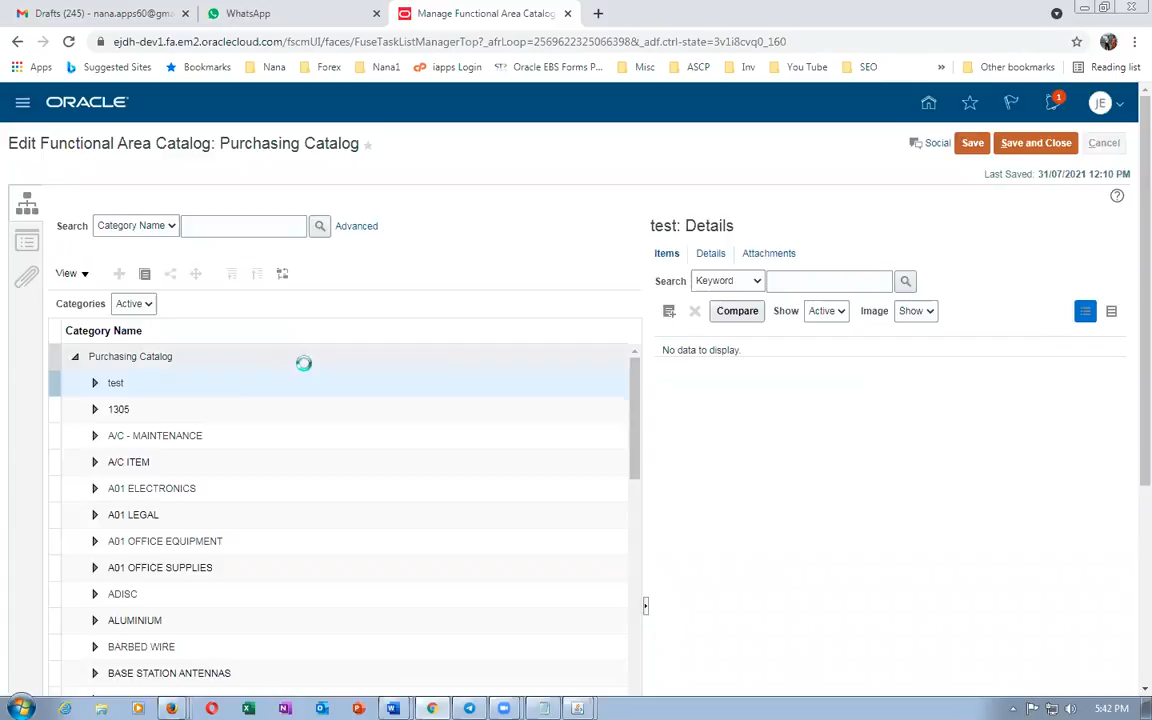 Drafts (245) - nana.apps60@gma
WhatsApp
Manage Functional Area Catalog
ejdh-dev1.fa.em2.oraclecloud.com/fscmUI/faces/FuseTaskListManagerTop?_afrLoop=2569622325066398&_adf.ctrl-state=3v1i8cvq0_160
Apps Suggested Sites Bookmarks Nana Forex Nana1 iapps Login Oracle EBS Forms P... Misc ASCP Inv You Tube SEO » Other bookmarks Reading list
ORACLE 1 JE
Edit Functional Area Catalog: Purchasing Catalog
Social Save Save and Close Cancel
Last Saved: 31/07/2021 12:10 PM
Search Category Name Advanced
View
Categories Active
Category Name
Purchasing Catalog
test
1305
A/C - MAINTENANCE
A/C ITEM
A01 ELECTRONICS
A01 LEGAL
A01 OFFICE EQUIPMENT
A01 OFFICE SUPPLIES
ADISC
ALUMINIUM
BARBED WIRE
BASE STATION ANTENNAS
test: Details
Items Details Attachments
Search Keyword
Compare Show Active Image Show
No data to display.
5:42 PM